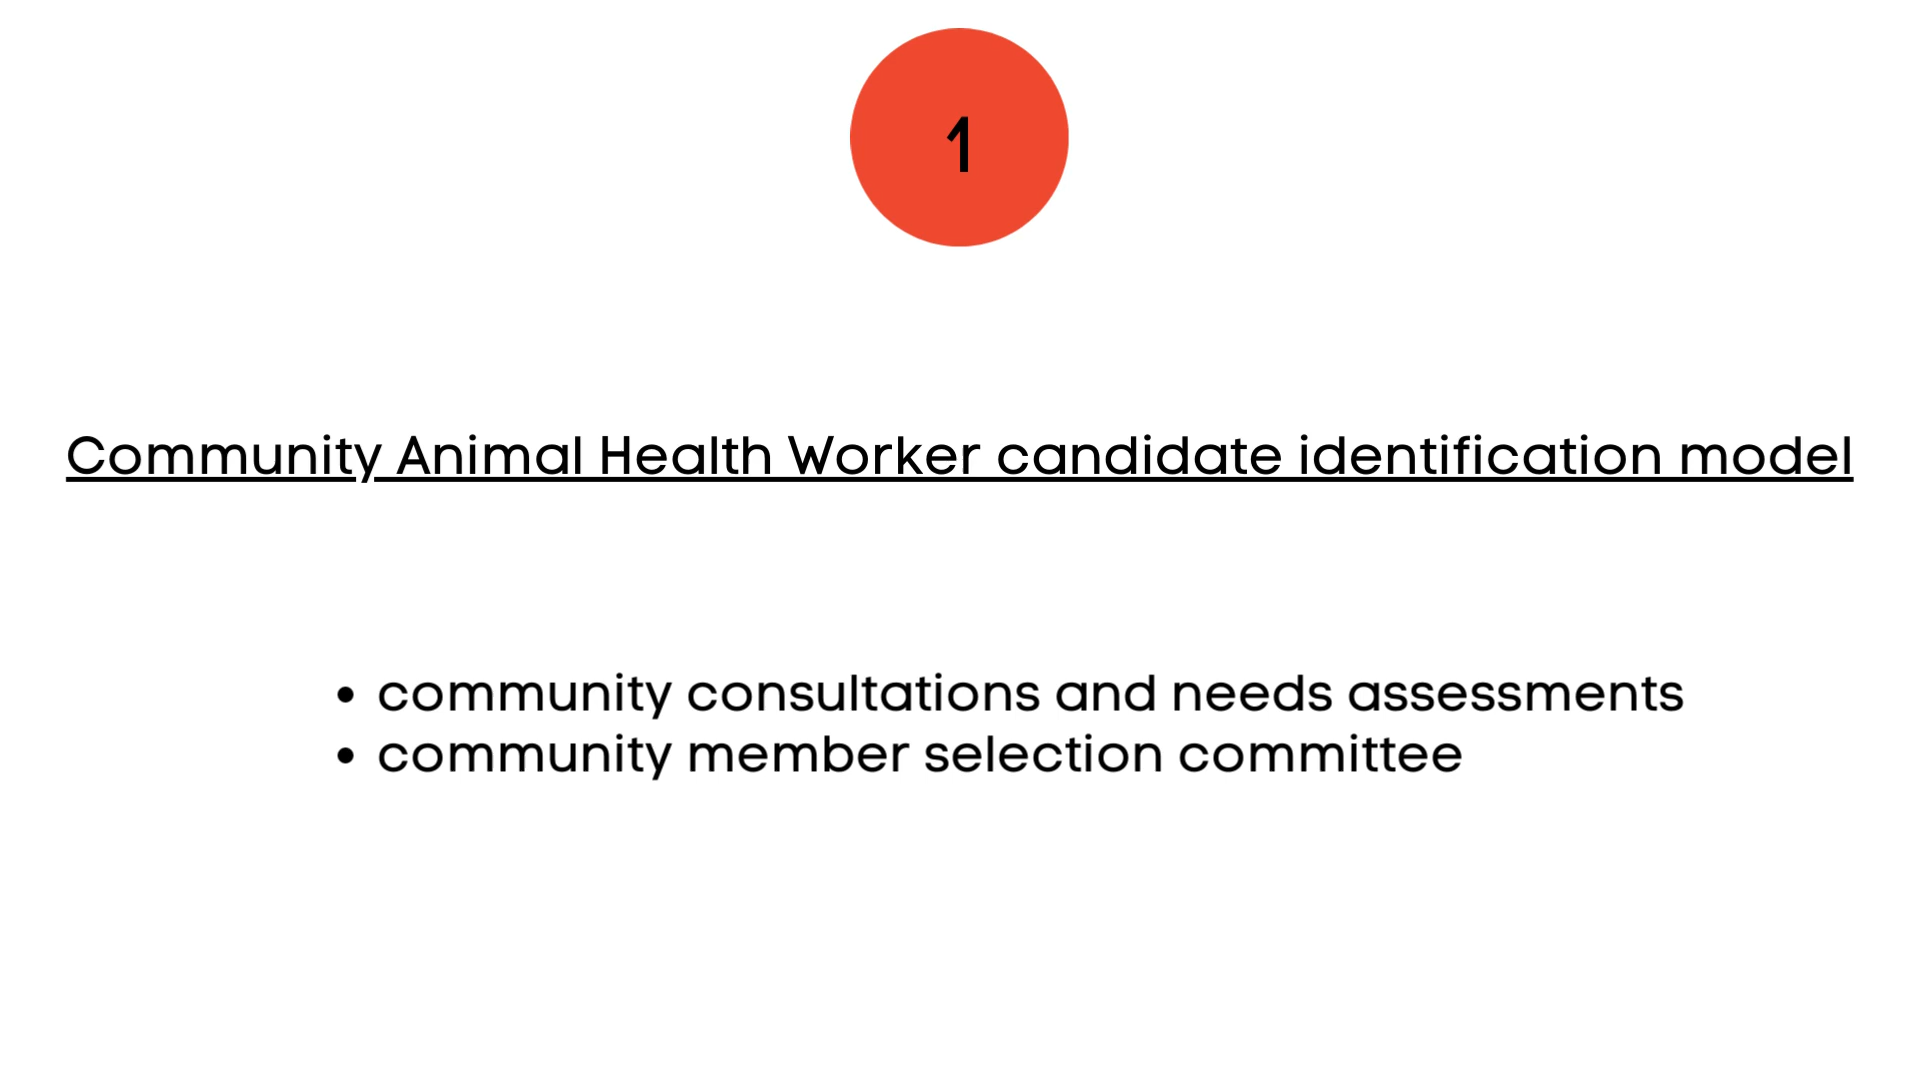 1
Community Animal Health Worker candidate identification model
• community consultations and needs assessments
• community member selection committee